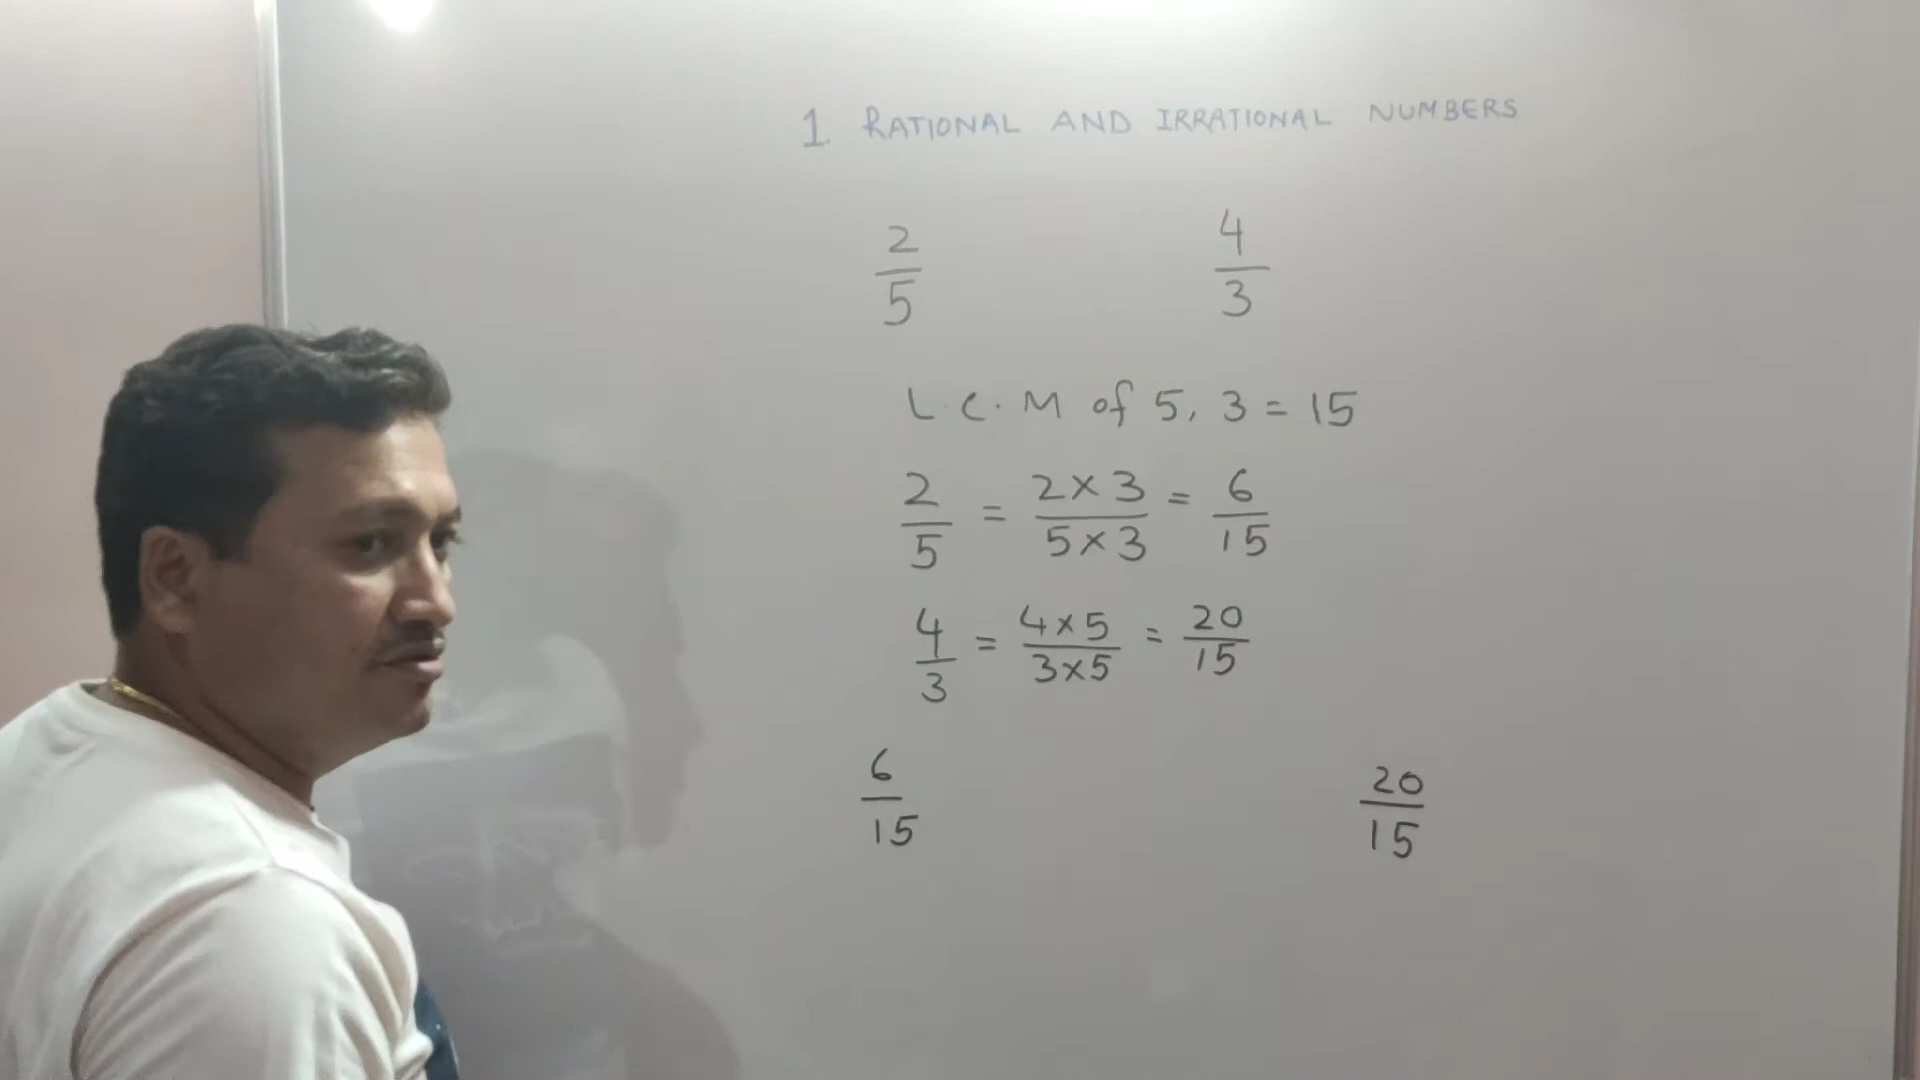 1. RATIONAL AND IRRATIONAL NUMBERS
2/5 4/3
L.C.M of 5, 3 = 15
2/5 = 2×3/5×3 = 6/15
4/3 = 4×5/3×5 = 20/15
6/15 20/15